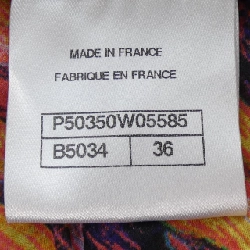 MADE IN FRANCE
FABRIQUE EN FRANCE
P50350W05585
B5034 36